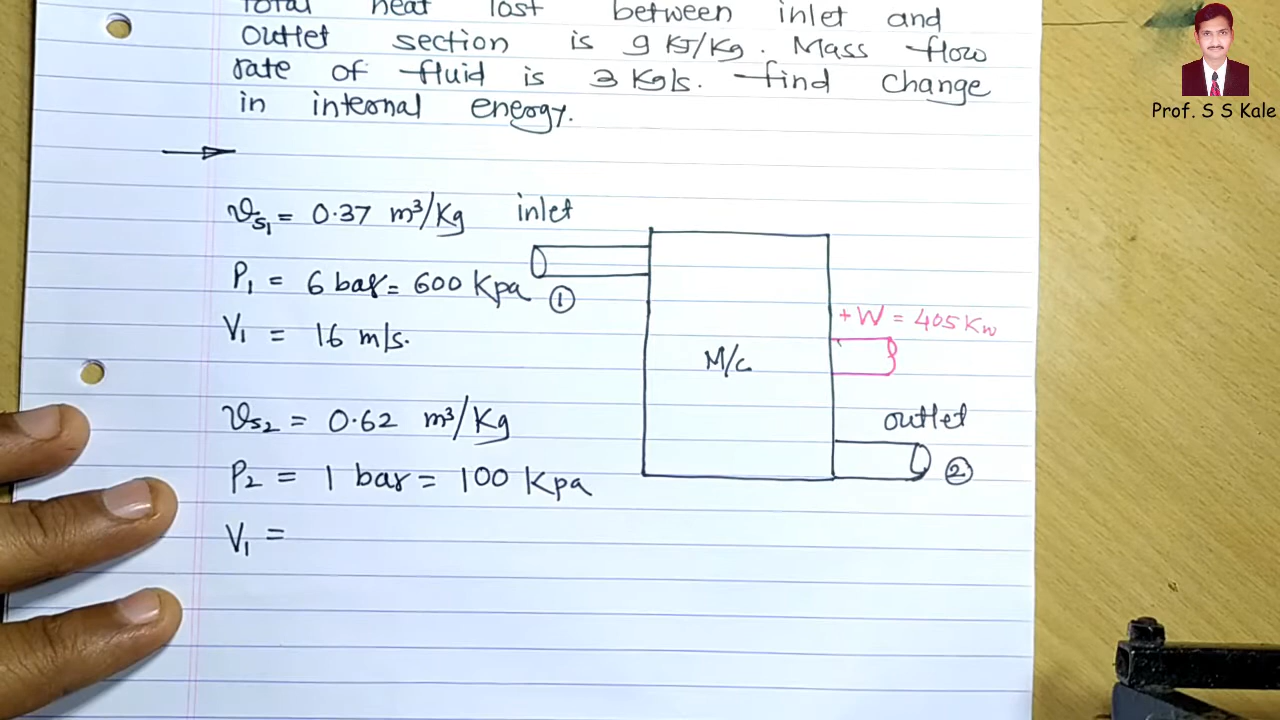 Total heat lost between inlet and
outlet section is 9 KJ/Kg. Mass flow
rate of fluid is 3 Kg/s. find change
in internal energy.
𝑣s1 = 0.37 m³/Kg
P1 = 6 bar = 600 Kpa
V1 = 16 m/s.
𝑣s2 = 0.62 m³/Kg
P2 = 1 bar = 100 Kpa
V1 =
inlet
①
M/c
+W = 405 Kw
outlet
②
Prof. S S Kale